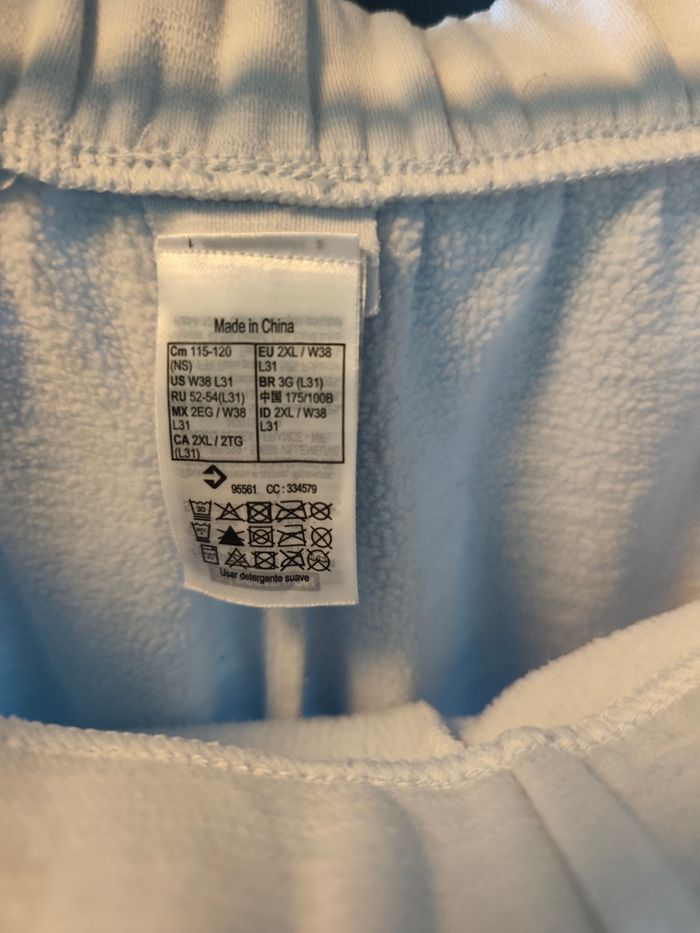 Made in China
Cm 115-120
(NS)
US W38 L31
RU 52-54(L31)
MX 2EG / W38
L31
CA 2XL / 2TG
(L31)
EU 2XL / W38
L31
BR 3G (L31)
中国 175/100B
ID 2XL / W38
L31
95561 CC : 334579
30
Usar detergente suave